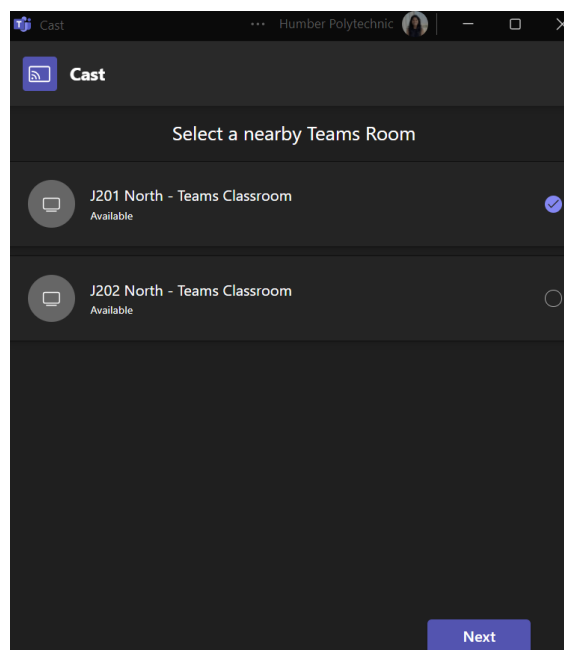 Cast
Humber Polytechnic
Cast
Select a nearby Teams Room
J201 North - Teams Classroom
Available
J202 North - Teams Classroom
Available
Next